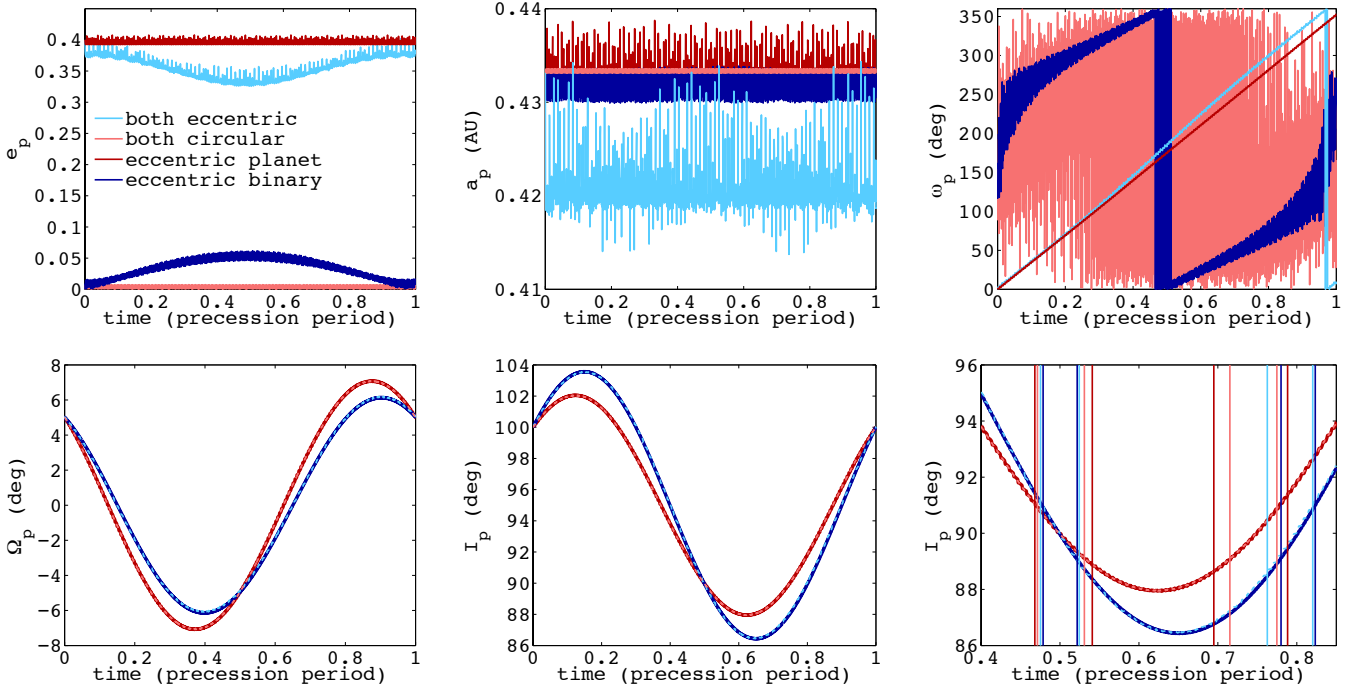 0.4
0.35
0.3
0.25
0.2
0.15
0.1
0.05
0
e_p
both eccentric
both circular
eccentric planet
eccentric binary
0 0.2 0.4 0.6 0.8 1
time (precession period)
0.44
0.43
0.42
0.41
a_p (AU)
0 0.2 0.4 0.6 0.8 1
time (precession period)
350
300
250
200
150
100
50
0
ω_p (deg)
0 0.2 0.4 0.6 0.8 1
time (precession period)
8
6
4
2
0
-2
-4
-6
-8
Ω_p (deg)
0 0.2 0.4 0.6 0.8 1
time (precession period)
104
102
100
98
96
94
92
90
88
86
I_p (deg)
0 0.2 0.4 0.6 0.8 1
time (precession period)
96
94
92
90
88
86
I_p (deg)
0.4 0.5 0.6 0.7 0.8
time (precession period)